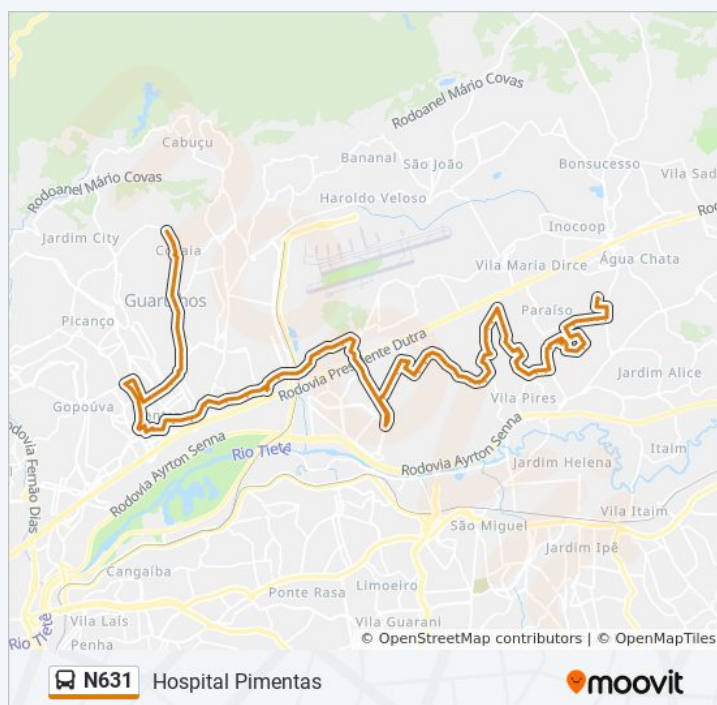 Rodoanel Mário Covas
Cabuçu
Bananal
São João
Bonsucesso
Vila Sad
Rodoanel Mário Covas
Haroldo Veloso
Roo
Jardim City
Inocoop
Vila Maria Dirce
Água Chata
Guarulhos
Picanço
Paraíso
Rodovia Presidente Dutra
Jardim Alice
Gopoúva
Vila Pires
Rodovia Ayrton Senna
Rio Tietê
Rodovia Ayrton Senna
Itaim
Rodovia Fernão Dias
Jardim Helena
São Miguel
Vila Itaim
Jardim Ipê
Cangaíba
Ponte Rasa
Limoeiro
Vila Laís
Vila Guarani
Rio Tietê
Penha
© OpenStreetMap contributors | © OpenMapTiles
N631 Hospital Pimentas
moovit